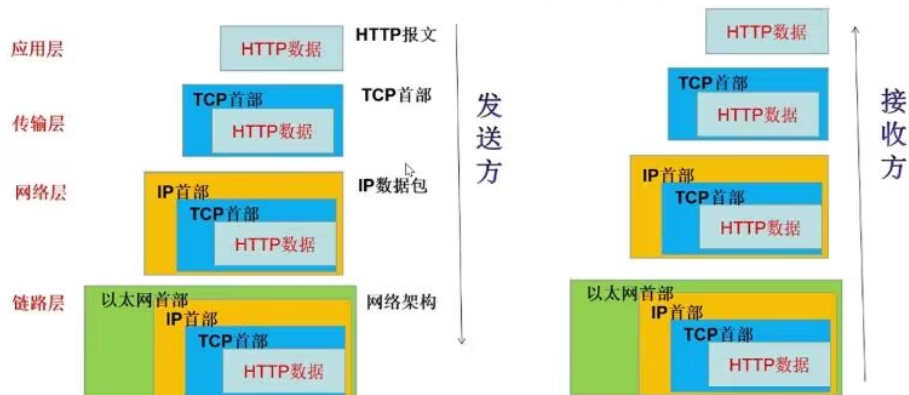 应用层
HTTP数据
HTTP报文
传输层
TCP首部
HTTP数据
TCP首部
网络层
IP首部
TCP首部
HTTP数据
IP数据包
链路层
以太网首部
IP首部
TCP首部
HTTP数据
网络架构
发送方
HTTP数据
TCP首部
HTTP数据
IP首部
TCP首部
HTTP数据
以太网首部
IP首部
TCP首部
HTTP数据
接收方